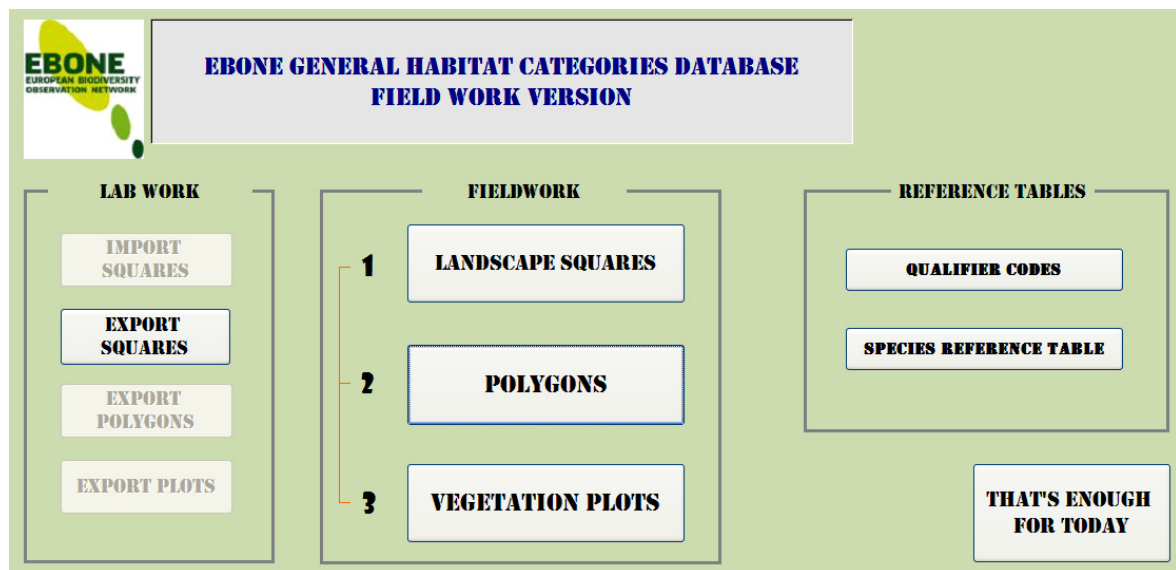 EBONE
EUROPEAN BIODIVERSITY
OBSERVATION NETWORK
EBONE GENERAL HABITAT CATEGORIES DATABASE
FIELD WORK VERSION
LAB WORK
IMPORT
SQUARES
EXPORT
SQUARES
EXPORT
POLYGONS
EXPORT PLOTS
FIELDWORK
1 LANDSCAPE SQUARES
2 POLYGONS
3 VEGETATION PLOTS
REFERENCE TABLES
QUALIFIER CODES
SPECIES REFERENCE TABLE
THAT'S ENOUGH
FOR TODAY